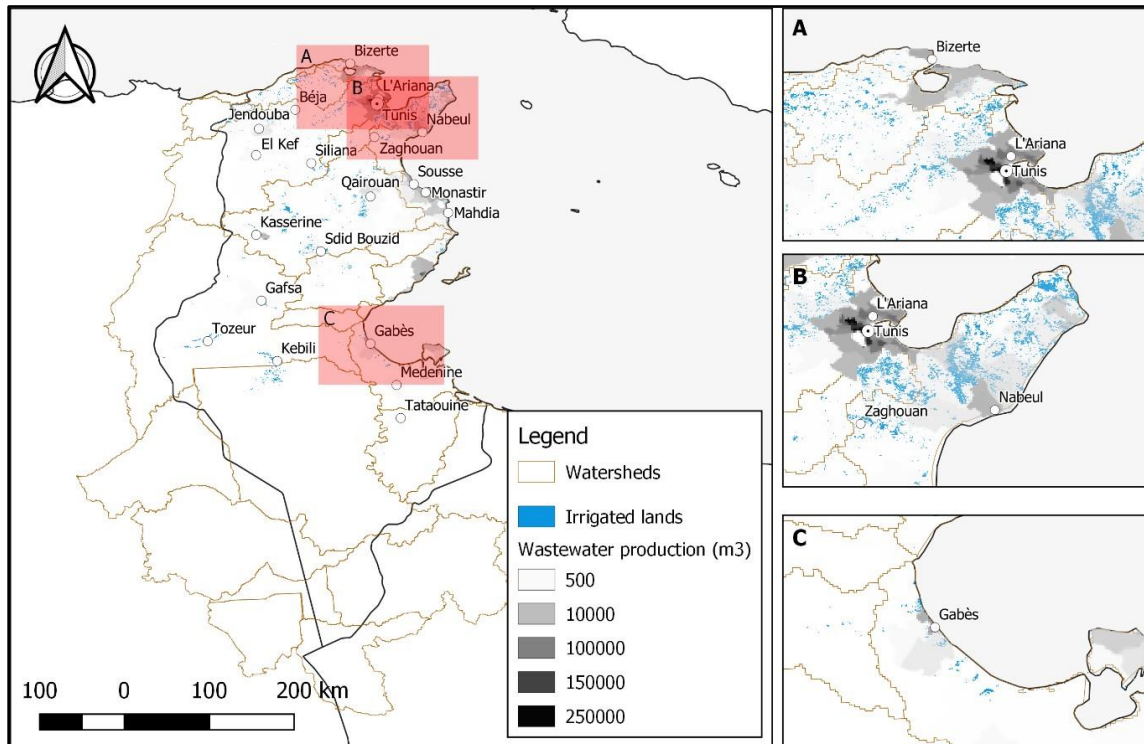 A
Bizerte
B
L'Ariana
Béja
Tunis
Jendouba
Nabeul
El Kef
Siliana
Zaghouan
Sousse
Qairouan
Monastir
Mahdia
Kasserine
Sdid Bouzid
Gafsa
C
Tozeur
Gabès
Kebili
Medenine
Tataouine
100 0 100 200 km
Legend
Watersheds
Irrigated lands
Wastewater production (m3)
500
10000
100000
150000
250000
A
Bizerte
L'Ariana
Tunis
B
L'Ariana
Tunis
Zaghouan
Nabeul
C
Gabès